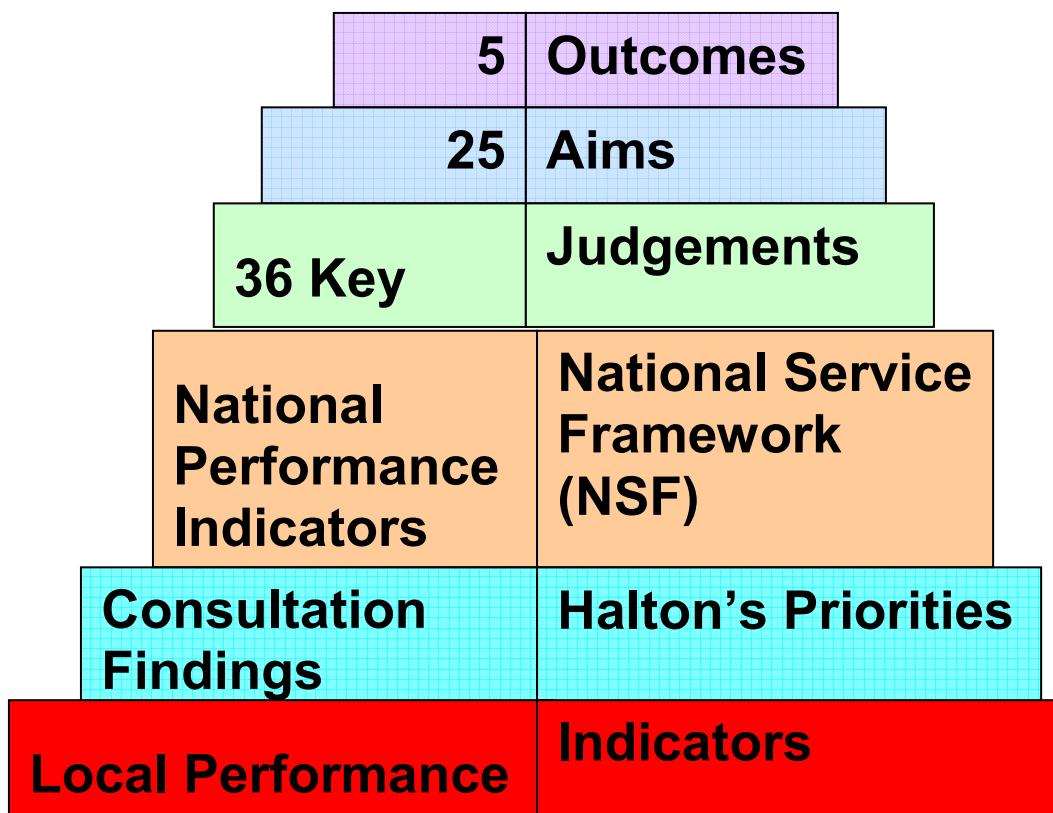 5 Outcomes
25 Aims
36 Key Judgements
National
Performance
Indicators
National Service
Framework
(NSF)
Consultation
Findings
Halton’s Priorities
Local Performance Indicators